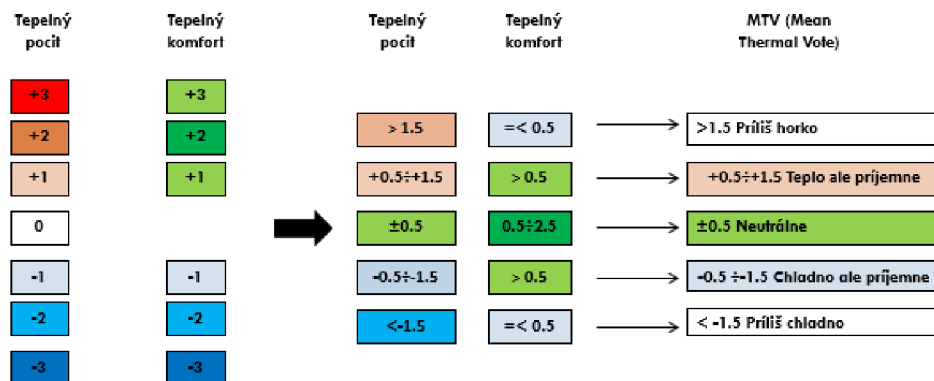 Tepelný pocit
Tepelný komfort
Tepelný pocit
Tepelný komfort
MTV (Mean Thermal Vote)
+3 +3
+2 +2
> 1.5 =< 0.5 >1.5 Príliš horko
+1 +1
+0.5÷+1.5 > 0.5 +0.5÷+1.5 Teplo ale príjemne
0
±0.5 0.5÷2.5 ±0.5 Neutrálne
-1 -1
-0.5÷-1.5 > 0.5 -0.5 ÷-1.5 Chladno ale príjemne
-2 -2
<-1.5 =< 0.5 < -1.5 Príliš chladno
-3 -3